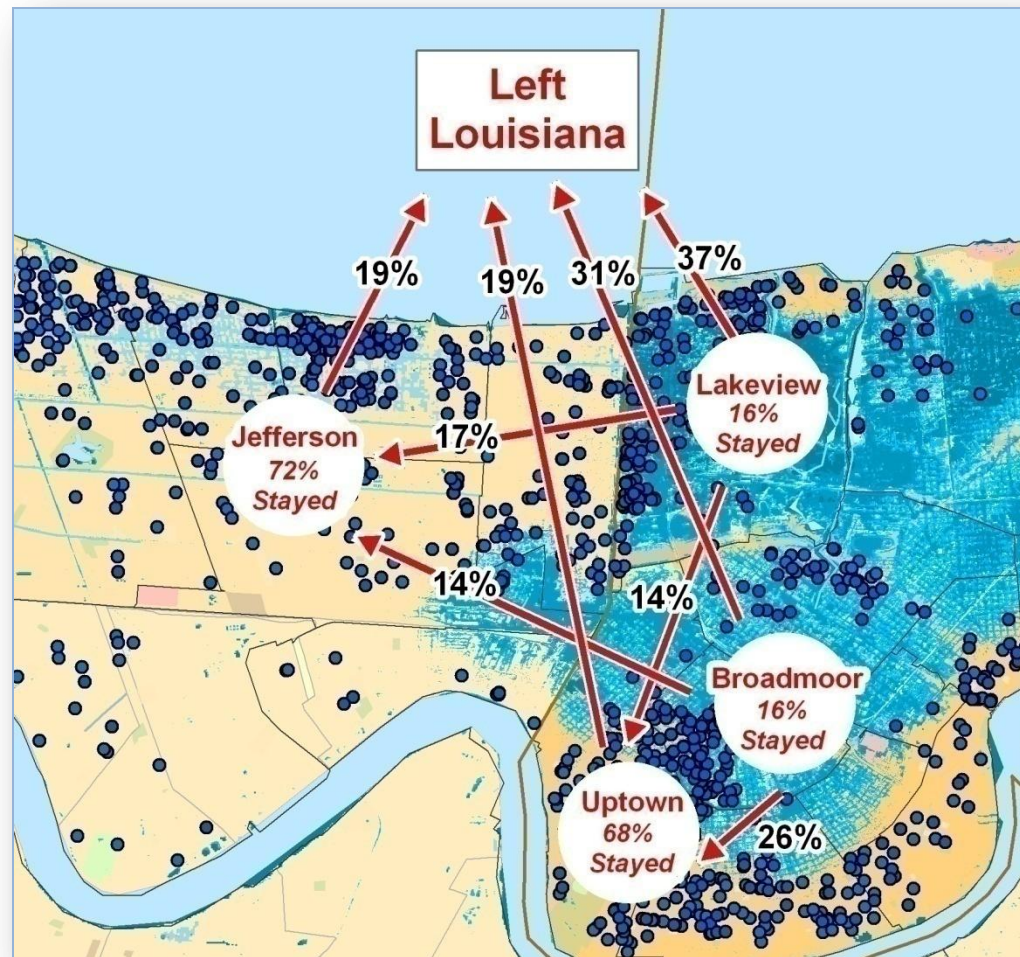 Left
Louisiana
19%
19%
31%
37%
Lakeview
16%
Stayed
Jefferson
72%
Stayed
17%
14%
14%
Broadmoor
16%
Stayed
Uptown
68%
Stayed
26%